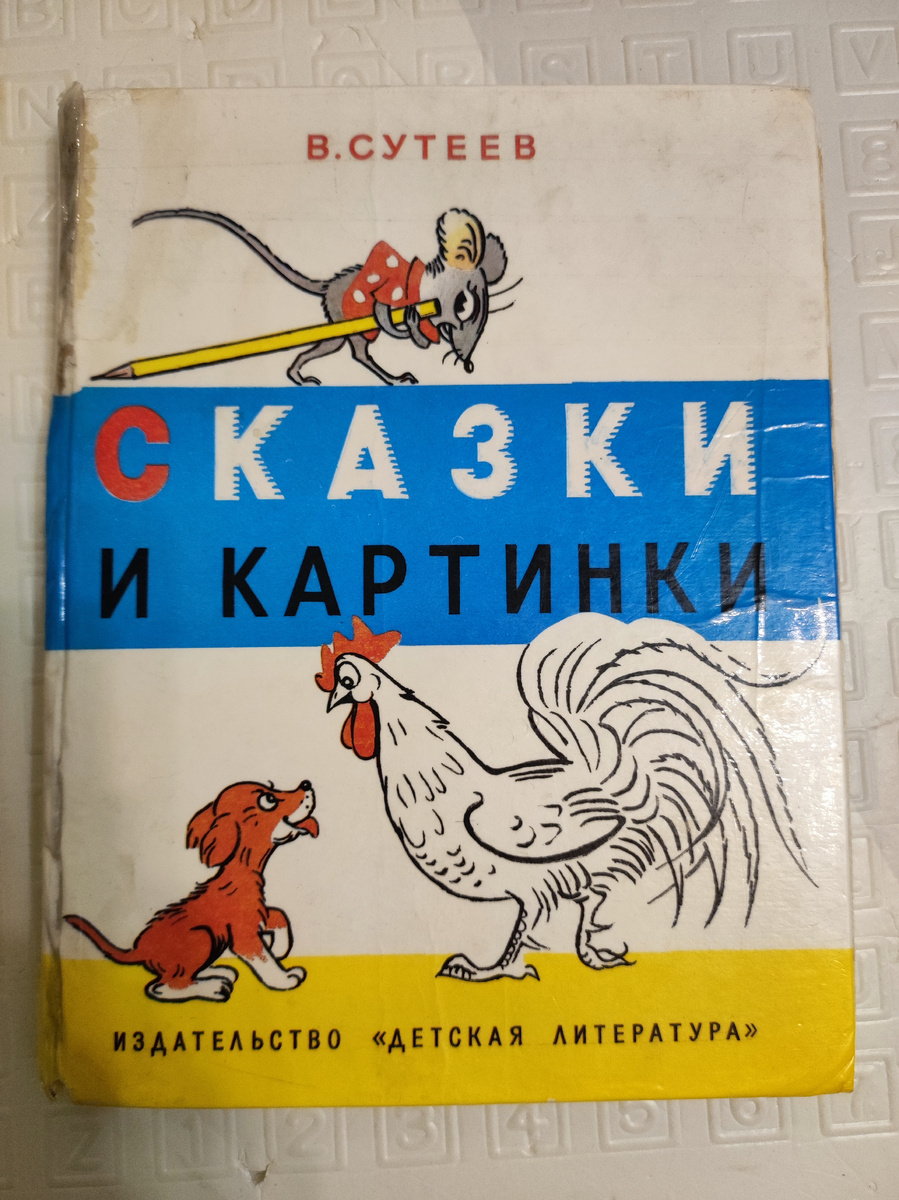 В.СУТЕЕВ
СКАЗКИ
И КАРТИНКИ
ИЗДАТЕЛЬСТВО «ДЕТСКАЯ ЛИТЕРАТУРА»